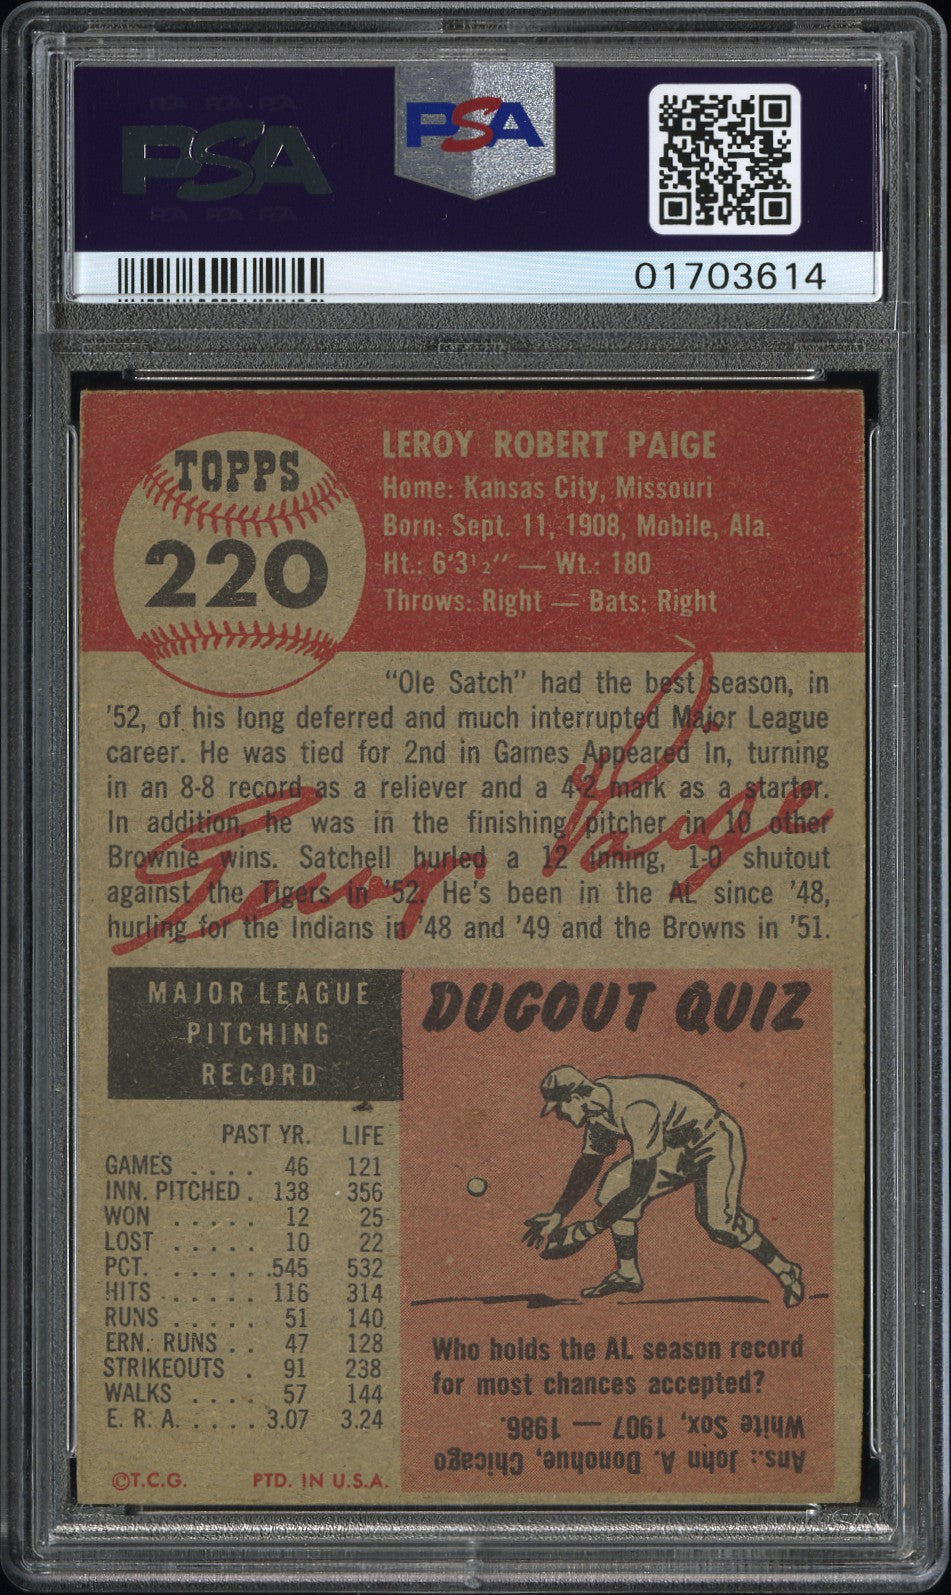 PSA PSA PSA
PSA
PSA PSA PSA
PSA
01703614
TOPPS
220
LEROY ROBERT PAIGE
Home: Kansas City, Missouri
Born: Sept. 11, 1908, Mobile, Ala.
Ht.: 6'3½" — Wt.: 180
Throws: Right — Bats: Right
"Ole Satch" had the best season, in
'52, of his long deferred and much interrupted Major League
career. He was tied for 2nd in Games Appeared In, turning
in an 8-8 record as a reliever and a 4-2 mark as a starter.
In addition, he was in the finishing pitcher in 10 other
Brownie wins. Satchell hurled a 12 inning, 1-0 shutout
against the Tigers in '52. He's been in the AL since '48,
hurling for the Indians in '48 and '49 and the Browns in '51.
MAJOR LEAGUE
PITCHING
RECORD
PAST YR. LIFE
GAMES .... 46 121
INN. PITCHED . 138 356
WON ..... 12 25
LOST ..... 10 22
PCT. ...... .545 532
HITS ...... 116 314
RUNS ..... 51 140
ERN. RUNS .. 47 128
STRIKEOUTS . 91 238
WALKS .... 57 144
E. R. A. .... 3.07 3.24
©T.C.G. PTD. IN U.S.A.
DUGOUT QUIZ
R
Who holds the AL season record
for most chances accepted?
Ans.: John A. Donohue, Chicago
White Sox, 1907 — 1986.